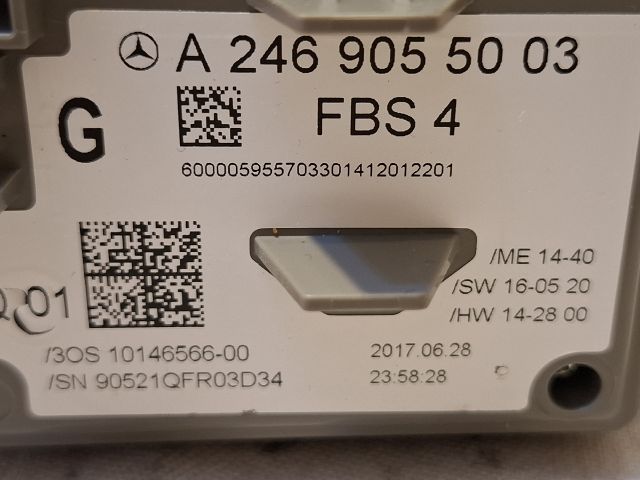 A 246 905 50 03
G
FBS 4
600005955703301412012201
/ME 14-40
/SW 16-05 20
/HW 14-28 00
Q 01
/3OS 10146566-00
2017.06.28
/SN 90521QFR03D34
23:58:28